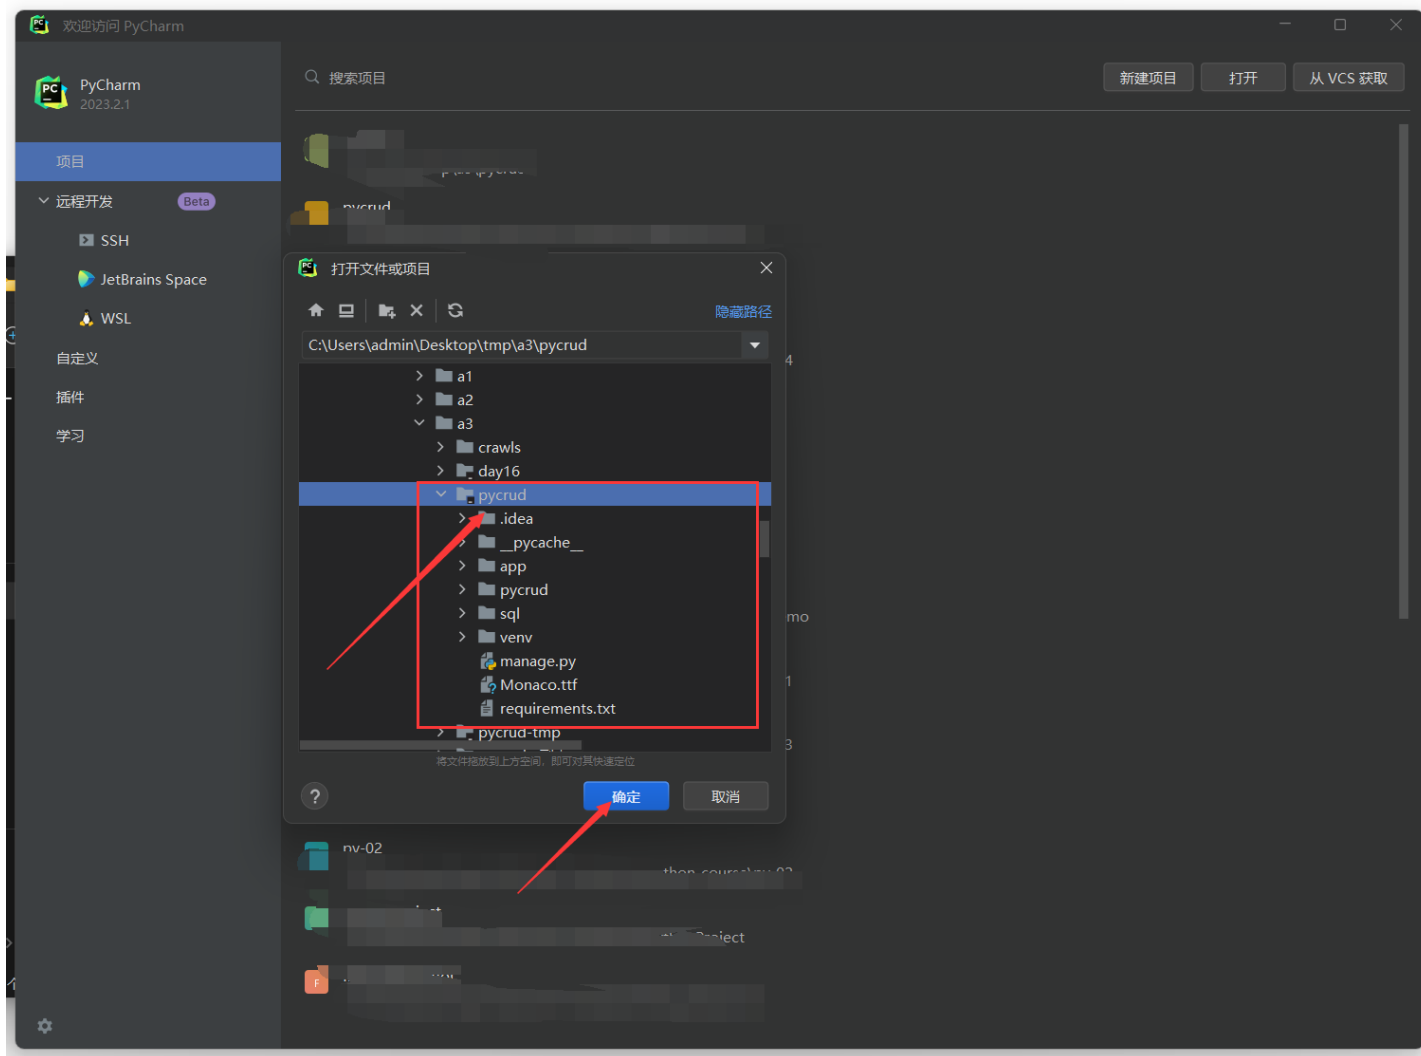 欢迎访问 PyCharm
PyCharm
2023.2.1
搜索项目
新建项目
打开
从 VCS 获取
项目
远程开发
Beta
SSH
JetBrains Space
WSL
自定义
插件
学习
pycrud
打开文件或项目
隐藏路径
C:\Users\admin\Desktop\tmp\a3\pycrud
a1
a2
a3
crawls
day16
pycrud
.idea
__pycache__
app
pycrud
sql
venv
manage.py
Monaco.ttf
requirements.txt
pycrud-tmp
将文件拖放到上方空间，即可对其快速定位
?
确定
取消
4
mo
1
3
py-02
F